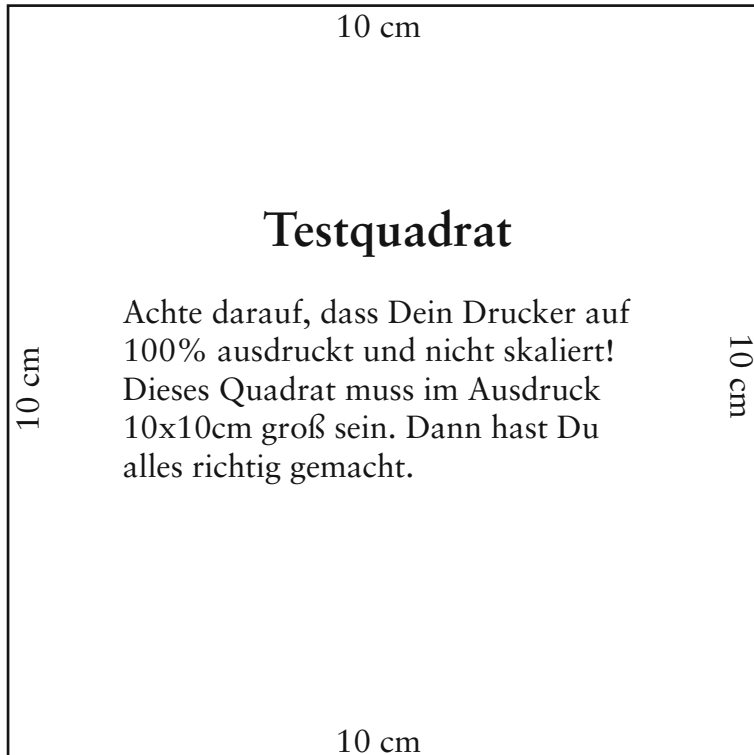 10 cm
Testquadrat
Achte darauf, dass Dein Drucker auf
100% ausdruckt und nicht skaliert!
Dieses Quadrat muss im Ausdruck
10x10cm groß sein. Dann hast Du
alles richtig gemacht.
10 cm
10 cm
10 cm